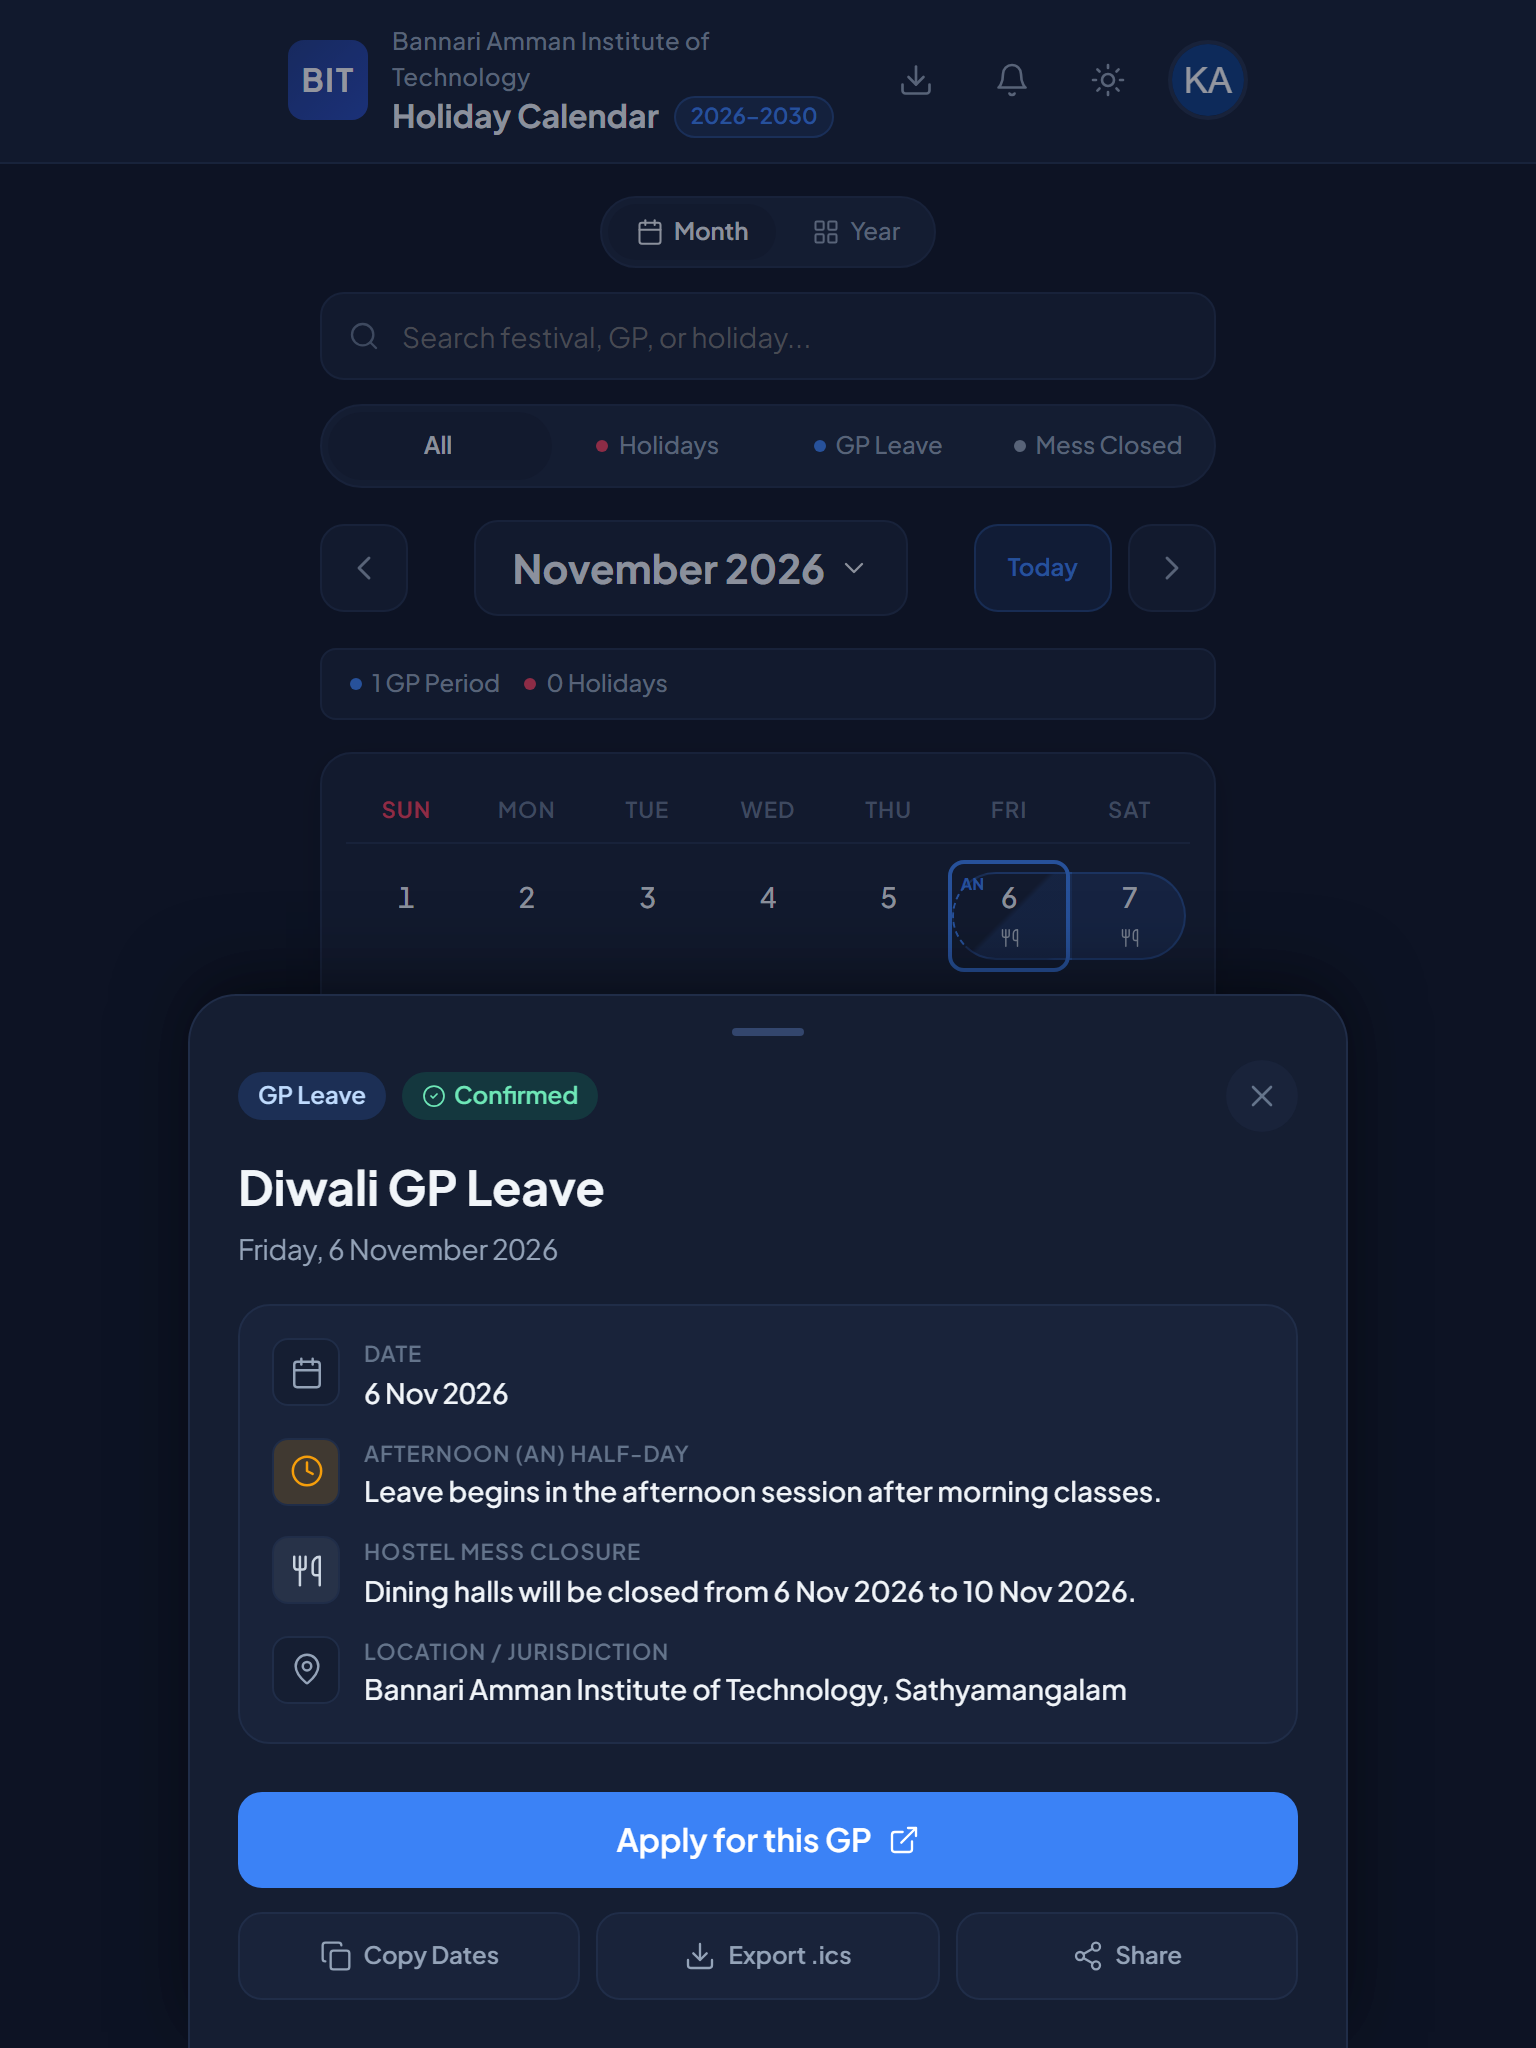 BIT
Bannari Amman Institute of
Technology
Holiday Calendar 2026–2030
KA
Month Year
Search festival, GP, or holiday...
All Holidays GP Leave Mess Closed
November 2026 Today
1 GP Period 0 Holidays
SUN MON TUE WED THU FRI SAT
1 2 3 4 5 AN 6 7
GP Leave Confirmed
Diwali GP Leave
Friday, 6 November 2026
DATE
6 Nov 2026
AFTERNOON (AN) HALF-DAY
Leave begins in the afternoon session after morning classes.
HOSTEL MESS CLOSURE
Dining halls will be closed from 6 Nov 2026 to 10 Nov 2026.
LOCATION / JURISDICTION
Bannari Amman Institute of Technology, Sathyamangalam
Apply for this GP
Copy Dates Export .ics Share